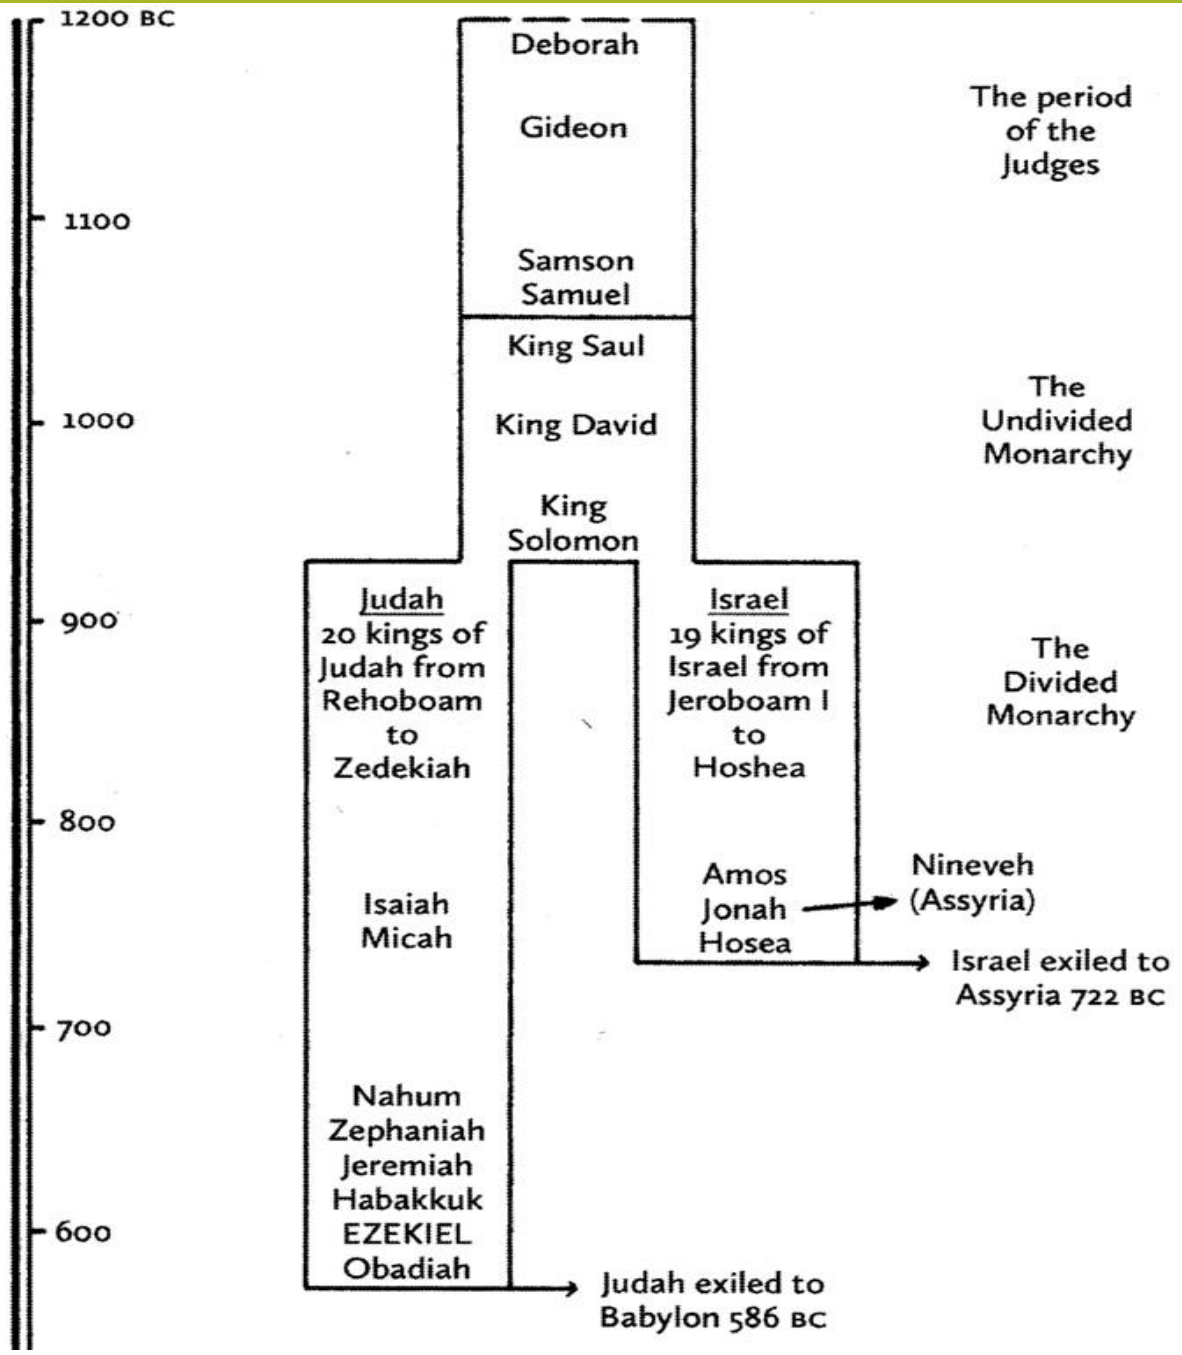 1200 BC
Deborah
The period
of the
Judges
Gideon
1100
Samson
Samuel
King Saul
The
Undivided
Monarchy
1000
King David
King
Solomon
900
Judah
20 kings of
Judah from
Rehoboam
to
Zedekiah
Israel
19 kings of
Israel from
Jeroboam I
to
Hoshea
The
Divided
Monarchy
800
Isaiah
Micah
Amos
Jonah
Hosea
Nineveh
(Assyria)
Israel exiled to
Assyria 722 BC
700
Nahum
Zephaniah
Jeremiah
Habakkuk
EZEKIEL
Obadiah
600
Judah exiled to
Babylon 586 BC